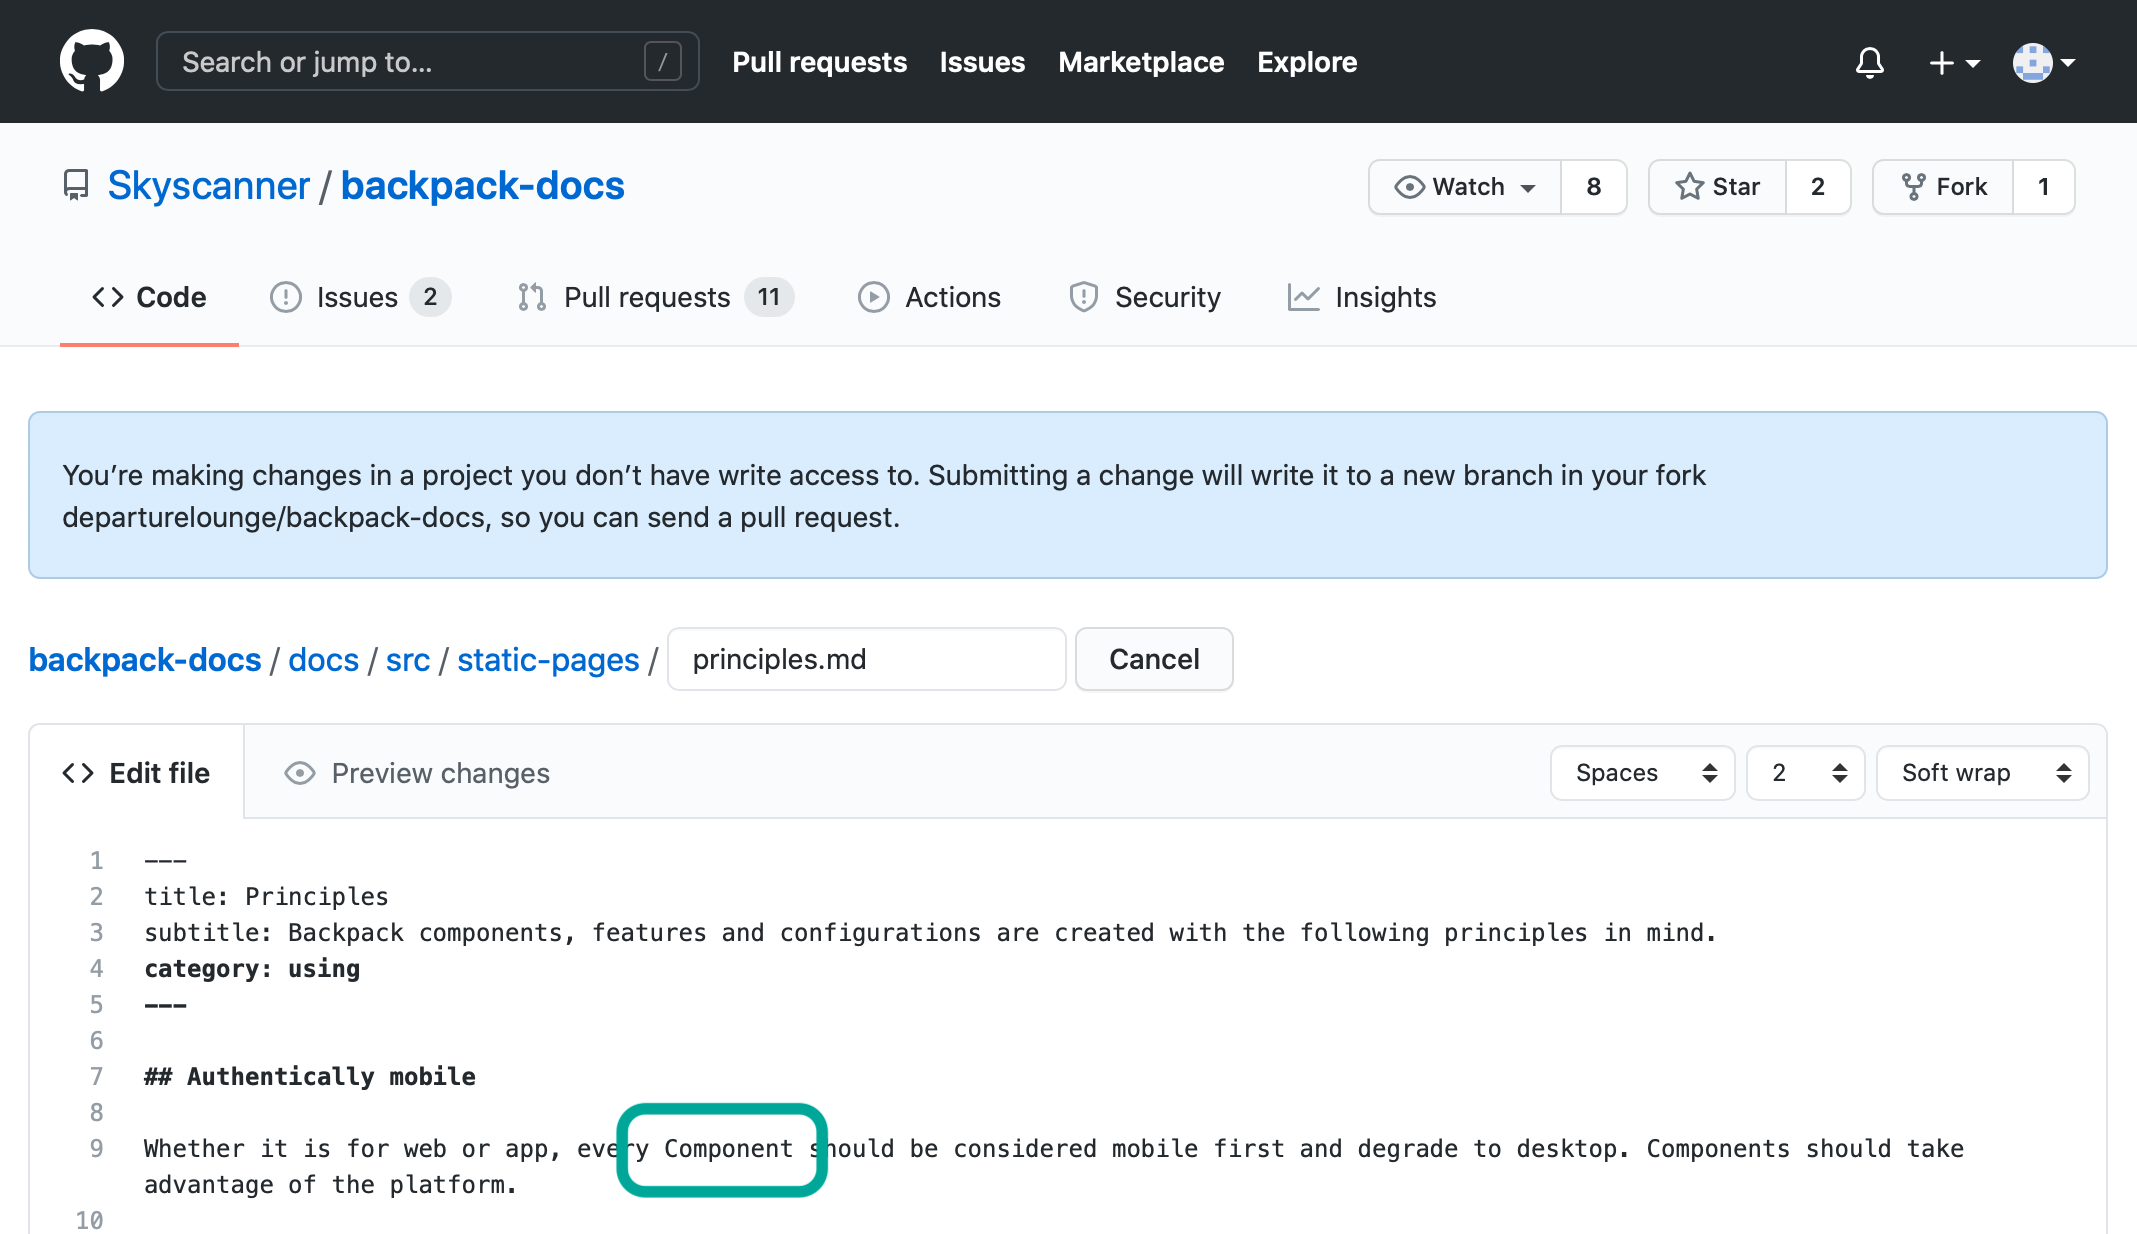 Search or jump to... / Pull requests Issues Marketplace Explore
Skyscanner / backpack-docs Watch 8 Star 2 Fork 1
Code Issues 2 Pull requests 11 Actions Security Insights
You’re making changes in a project you don’t have write access to. Submitting a change will write it to a new branch in your fork
departurelounge/backpack-docs, so you can send a pull request.
backpack-docs / docs / src / static-pages / principles.md Cancel
Edit file Preview changes Spaces 2 Soft wrap
1 ---
2 title: Principles
3 subtitle: Backpack components, features and configurations are created with the following principles in mind.
4 category: using
5 ---
6
7 ## Authentically mobile
8
9 Whether it is for web or app, every Component should be considered mobile first and degrade to desktop. Components should take
advantage of the platform.
10